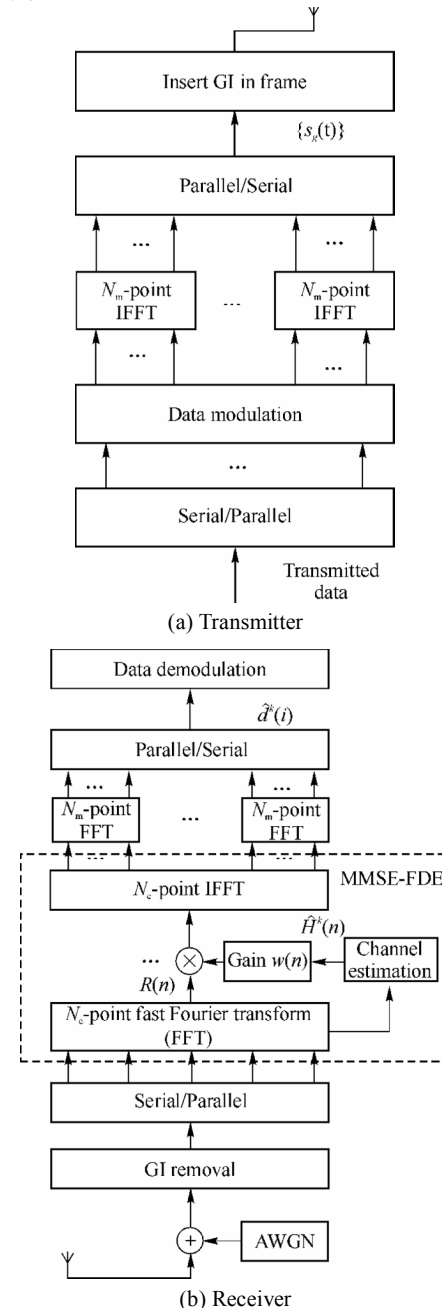 Insert GI in frame
{s_g(t)}
Parallel/Serial
... ...
N_m-point IFFT ... N_m-point IFFT
... ...
Data modulation
...
Serial/Parallel
Transmitted data
(a) Transmitter
Data demodulation
d̂^k(i)
Parallel/Serial
... ...
N_m-point FFT ... N_m-point FFT
... ...
MMSE-FDE
N_c-point IFFT
Ĥ^k(n)
... × Gain w(n) Channel estimation
R(n)
N_c-point fast Fourier transform (FFT)
Serial/Parallel
GI removal
+ AWGN
(b) Receiver